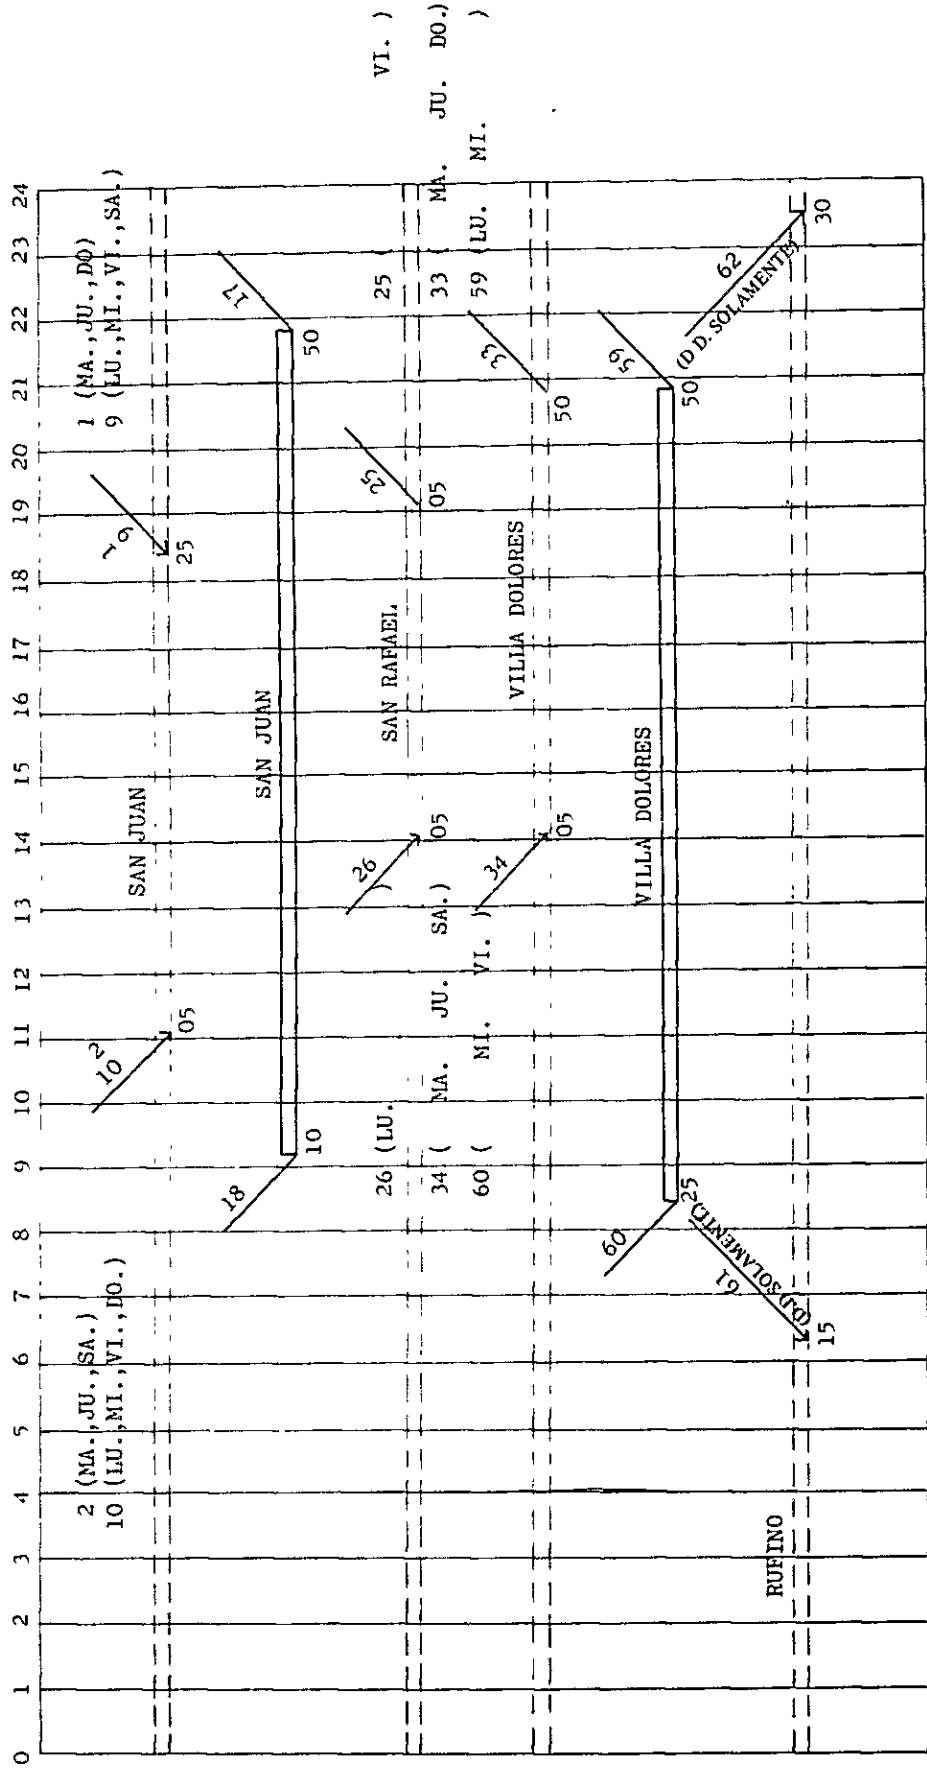 0 1 2 3 4 5 6 7 8 9 10 11 12 13 14 15 16 17 18 19 20 21 22 23 24
2 (MA.,JU.,SA.)
10 (LU.,MI.,VI.,DO.)
10 2
05
SAN JUAN
1 9
25
1 (MA.,JU.,DO)
9 (LU.,MI.,VI.,SA.)
18
10
SAN JUAN
17
50
26 (LU. )
34 ( MA. JU. SA.)
60 ( MI. VI. )
26
05
SAN RAFAEL
25
05
25 VI. )
33 ( MA. JU. DO.)
59 (LU. MI. )
34
05
VILLA DOLORES
33
50
60
25
VILLA DOLORES
59
50
RUFINO
61
SOLAMENTE)
15
62
(D D. SOLAMENTE)
30